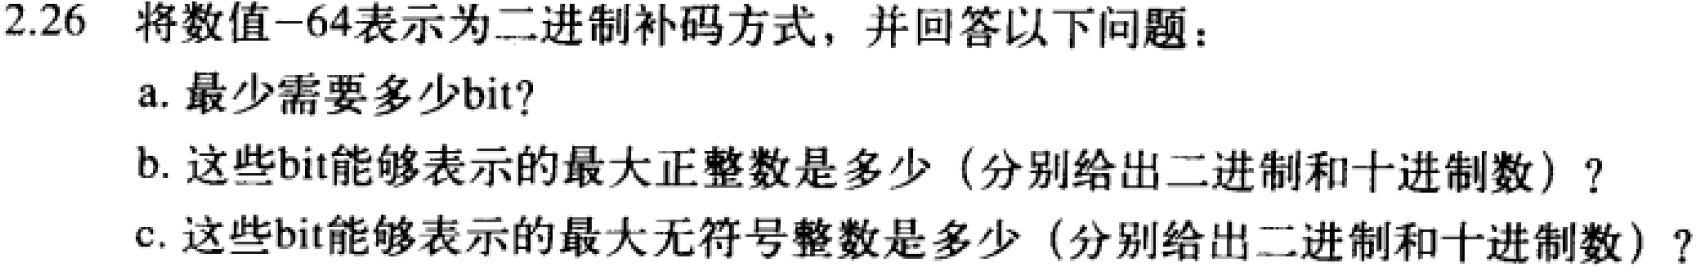 2.26 将数值-64表示为二进制补码方式，并回答以下问题：
a. 最少需要多少bit？
b. 这些bit能够表示的最大正整数是多少（分别给出二进制和十进制数）？
c. 这些bit能够表示的最大无符号整数是多少（分别给出二进制和十进制数）？